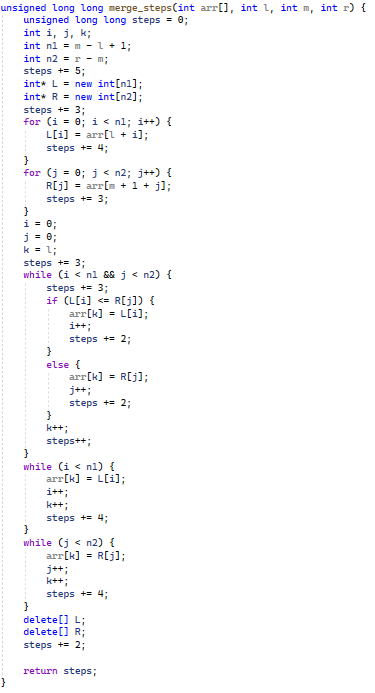 unsigned long long merge_steps(int arr[], int l, int m, int r) {
    unsigned long long steps = 0;
    int i, j, k;
    int n1 = m - l + 1;
    int n2 = r - m;
    steps += 5;
    int* L = new int[n1];
    int* R = new int[n2];
    steps += 3;
    for (i = 0; i < n1; i++) {
        L[i] = arr[l + i];
        steps += 4;
    }
    for (j = 0; j < n2; j++) {
        R[j] = arr[m + 1 + j];
        steps += 3;
    }
    i = 0;
    j = 0;
    k = l;
    steps += 3;
    while (i < n1 && j < n2) {
        steps += 3;
        if (L[i] <= R[j]) {
            arr[k] = L[i];
            i++;
            steps += 2;
        }
        else {
            arr[k] = R[j];
            j++;
            steps += 2;
        }
        k++;
        steps++;
    }
    while (i < n1) {
        arr[k] = L[i];
        i++;
        k++;
        steps += 4;
    }
    while (j < n2) {
        arr[k] = R[j];
        j++;
        k++;
        steps += 4;
    }
    delete[] L;
    delete[] R;
    steps += 2;

    return steps;
}